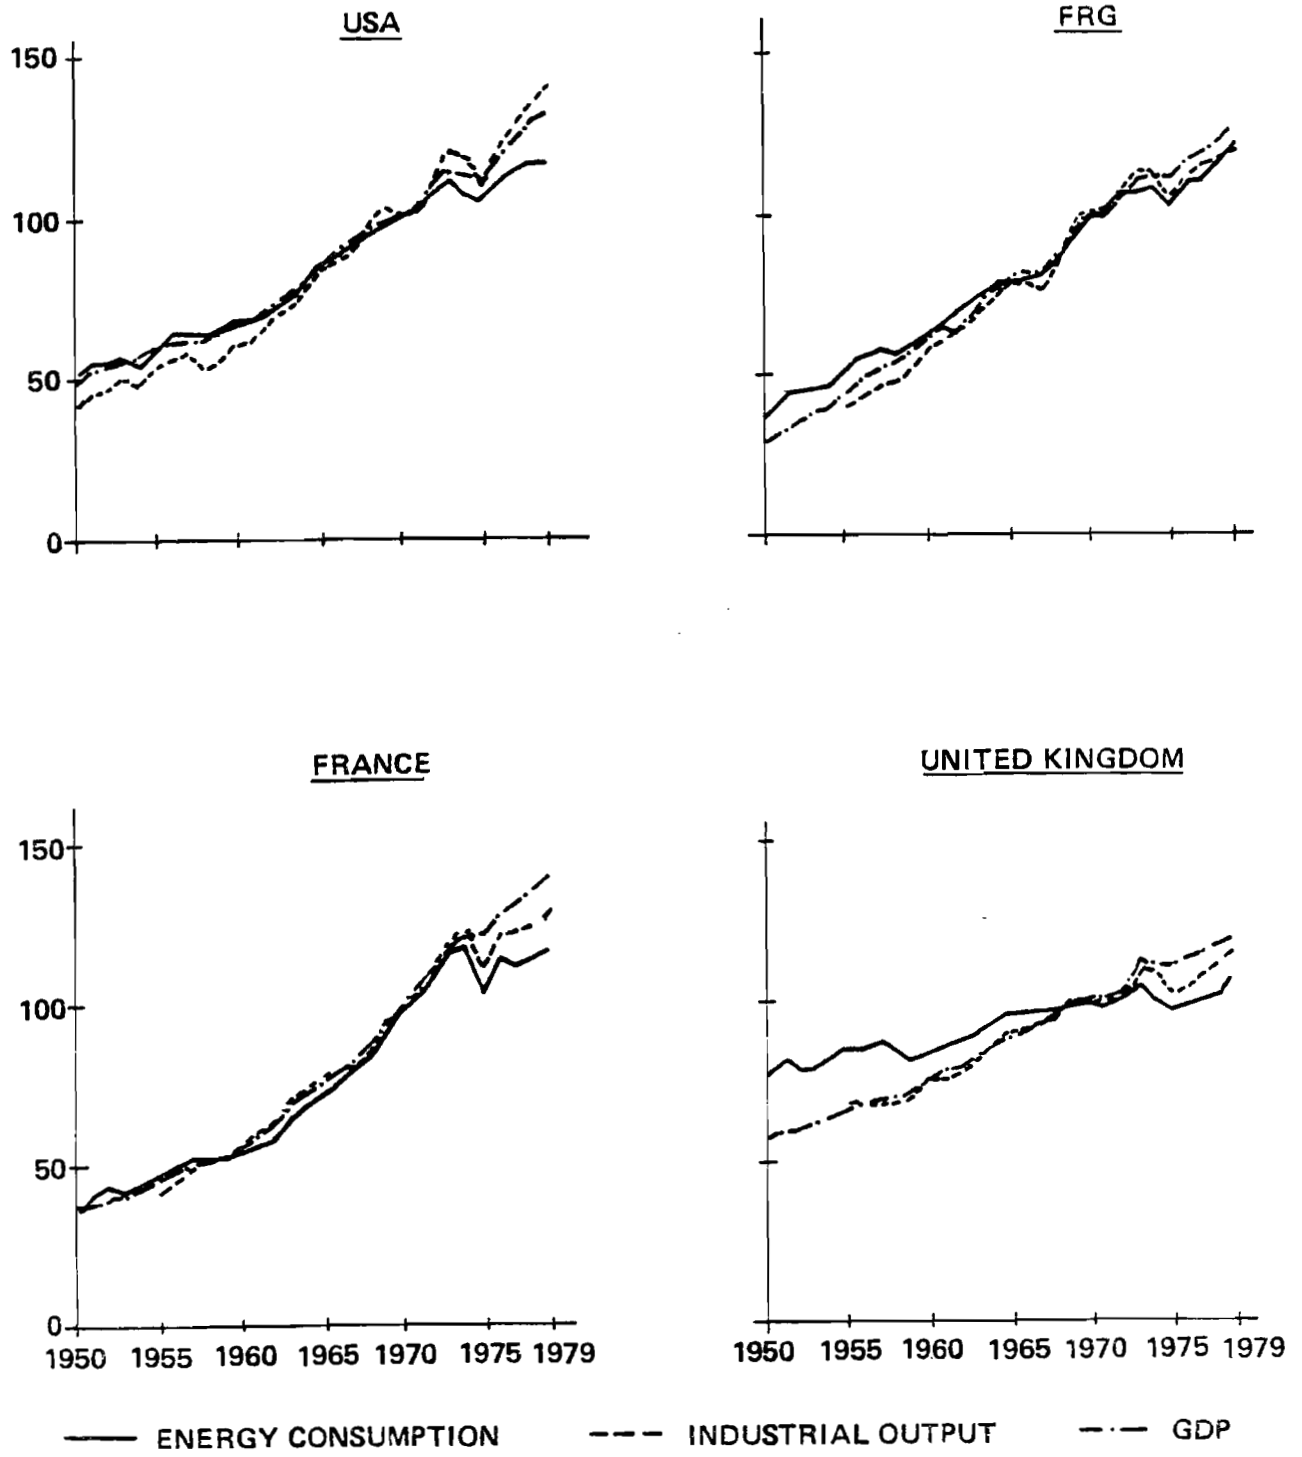 USA
FRG
150
100
50
0
FRANCE
UNITED KINGDOM
150
100
50
0
1950 1955 1960 1965 1970 1975 1979
1950 1955 1960 1965 1970 1975 1979
ENERGY CONSUMPTION
INDUSTRIAL OUTPUT
GDP